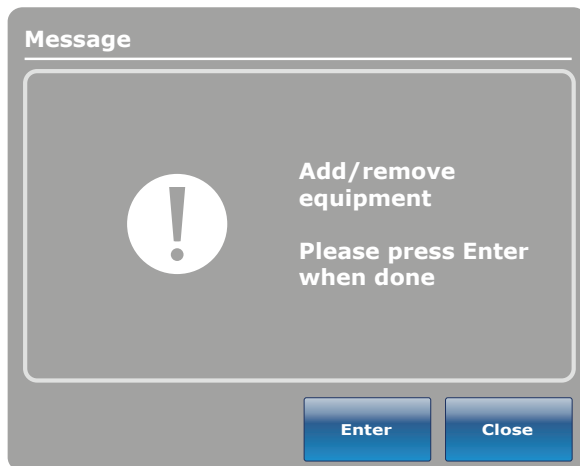 Message
Add/remove
equipment
Please press Enter
when done
Enter
Close